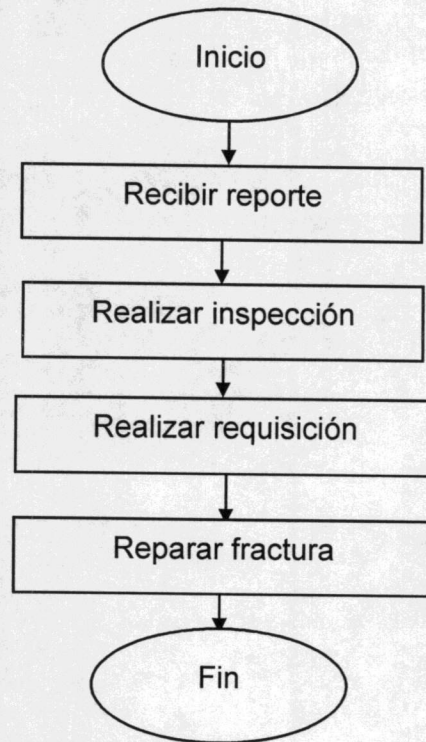 Inicio
Recibir reporte
Realizar inspección
Realizar requisición
Reparar fractura
Fin